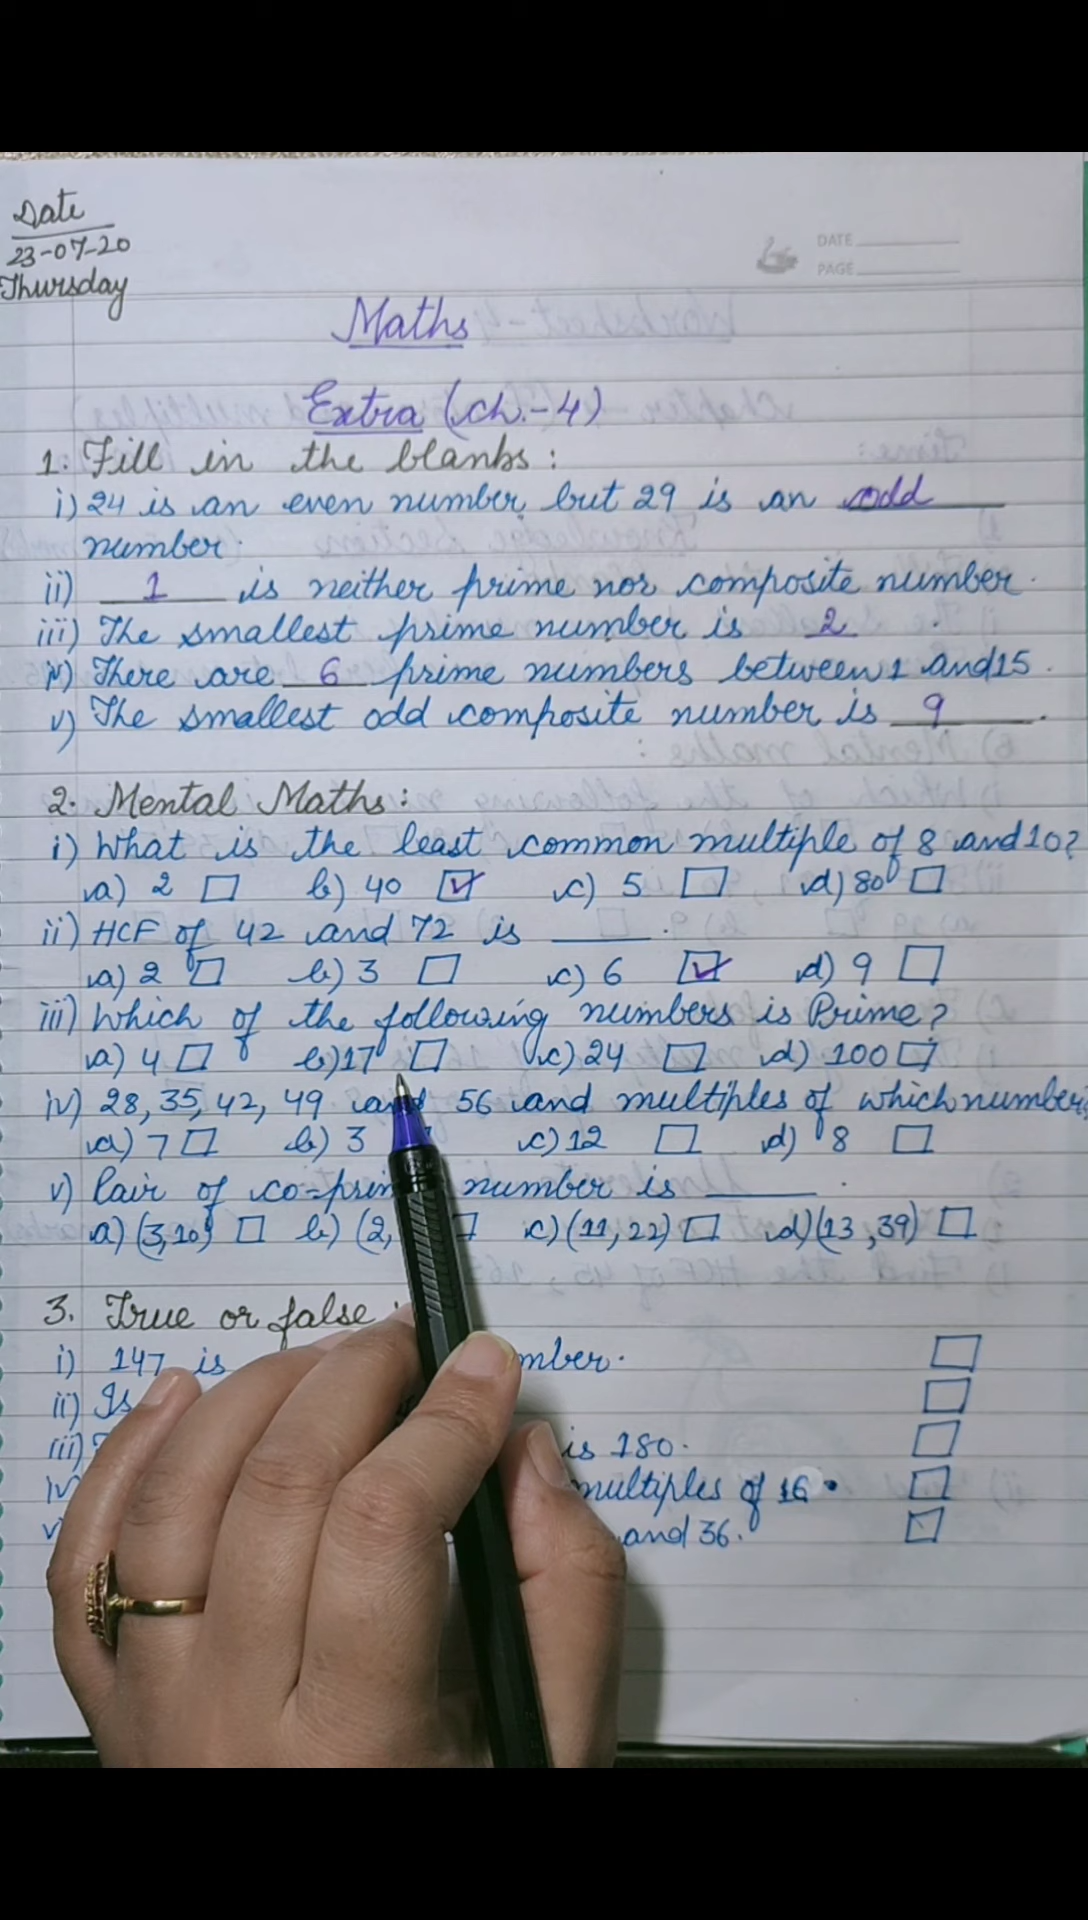 Date
23-07-20
Thursday
DATE
PAGE
Maths
Extra (ch.-4)
1. Fill in the blanks:
i) 24 is an even number but 29 is an odd
number.
ii) 1 is neither prime nor composite number.
iii) The smallest prime number is 2.
iv) There are 6 prime numbers between 1 and 15.
v) The smallest odd composite number is 9.
2. Mental Maths:
i) What is the least common multiple of 8 and 10?
a) 2 ☐ b) 40 ☑ c) 5 ☐ d) 80 ☐
ii) HCF of 42 and 72 is ____.
a) 2 ☐ b) 3 ☐ c) 6 ☑ d) 9 ☐
iii) Which of the following numbers is Prime?
a) 4 ☐ b) 17 ☐ c) 24 ☐ d) 100 ☐
iv) 28, 35, 42, 49 and 56 and multiples of which number
a) 7 ☐ b) 3 c) 12 ☐ d) 8 ☐
v) Pair of co-prim number is ____.
a) (3,10) ☐ b) (2, c) (11,22) ☐ d) (13,39) ☐
3. True or false
i) 147 is mber.
ii) Is
iii) is 180.
iv multiples of 16.
v and 36.